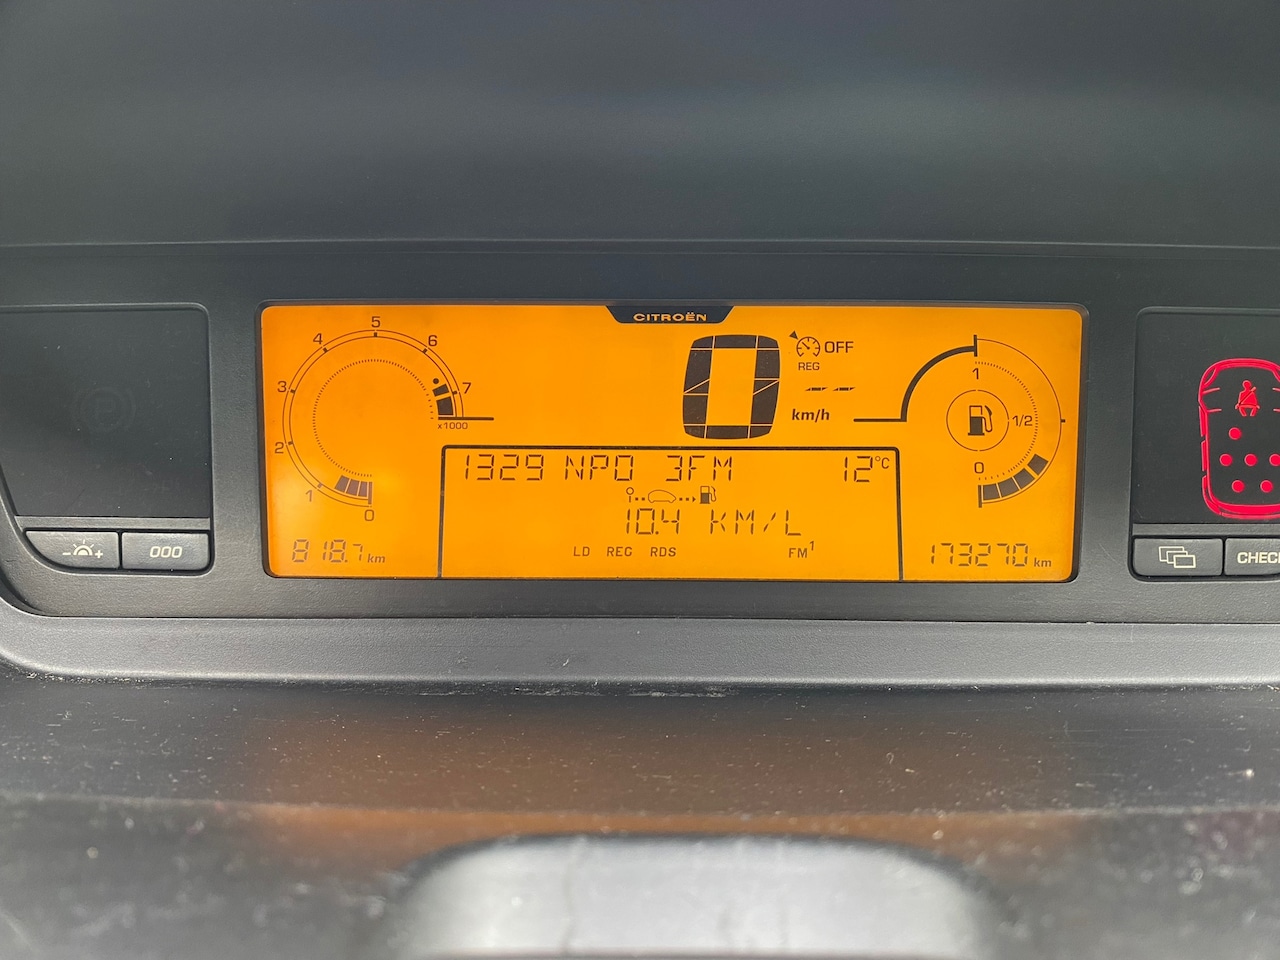 CITROËN
5
4
6
3
7
x1000
2
1
0
0
OFF
REG
km/h
1
1/2
0
1329 NPO 3FM 12°C
10.4 KM/L
LD REG RDS FM1
818.7 km
173270 km
P
- +
000
CHEC